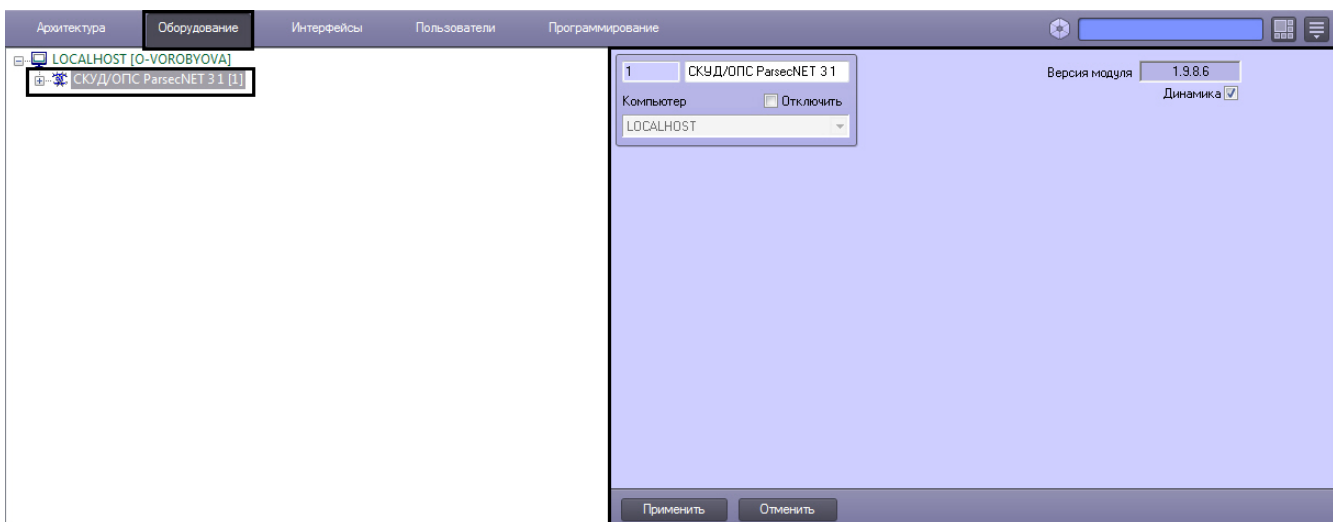 Архитектура Оборудование Интерфейсы Пользователи Программирование
LOCALHOST [O-VOROBYOVA]
СКУД/ОПС ParsecNET 3 1 [1]
1 СКУД/ОПС ParsecNET 3 1
Компьютер Отключить
LOCALHOST
Версия модуля 1.9.8.6
Динамика
Применить Отменить